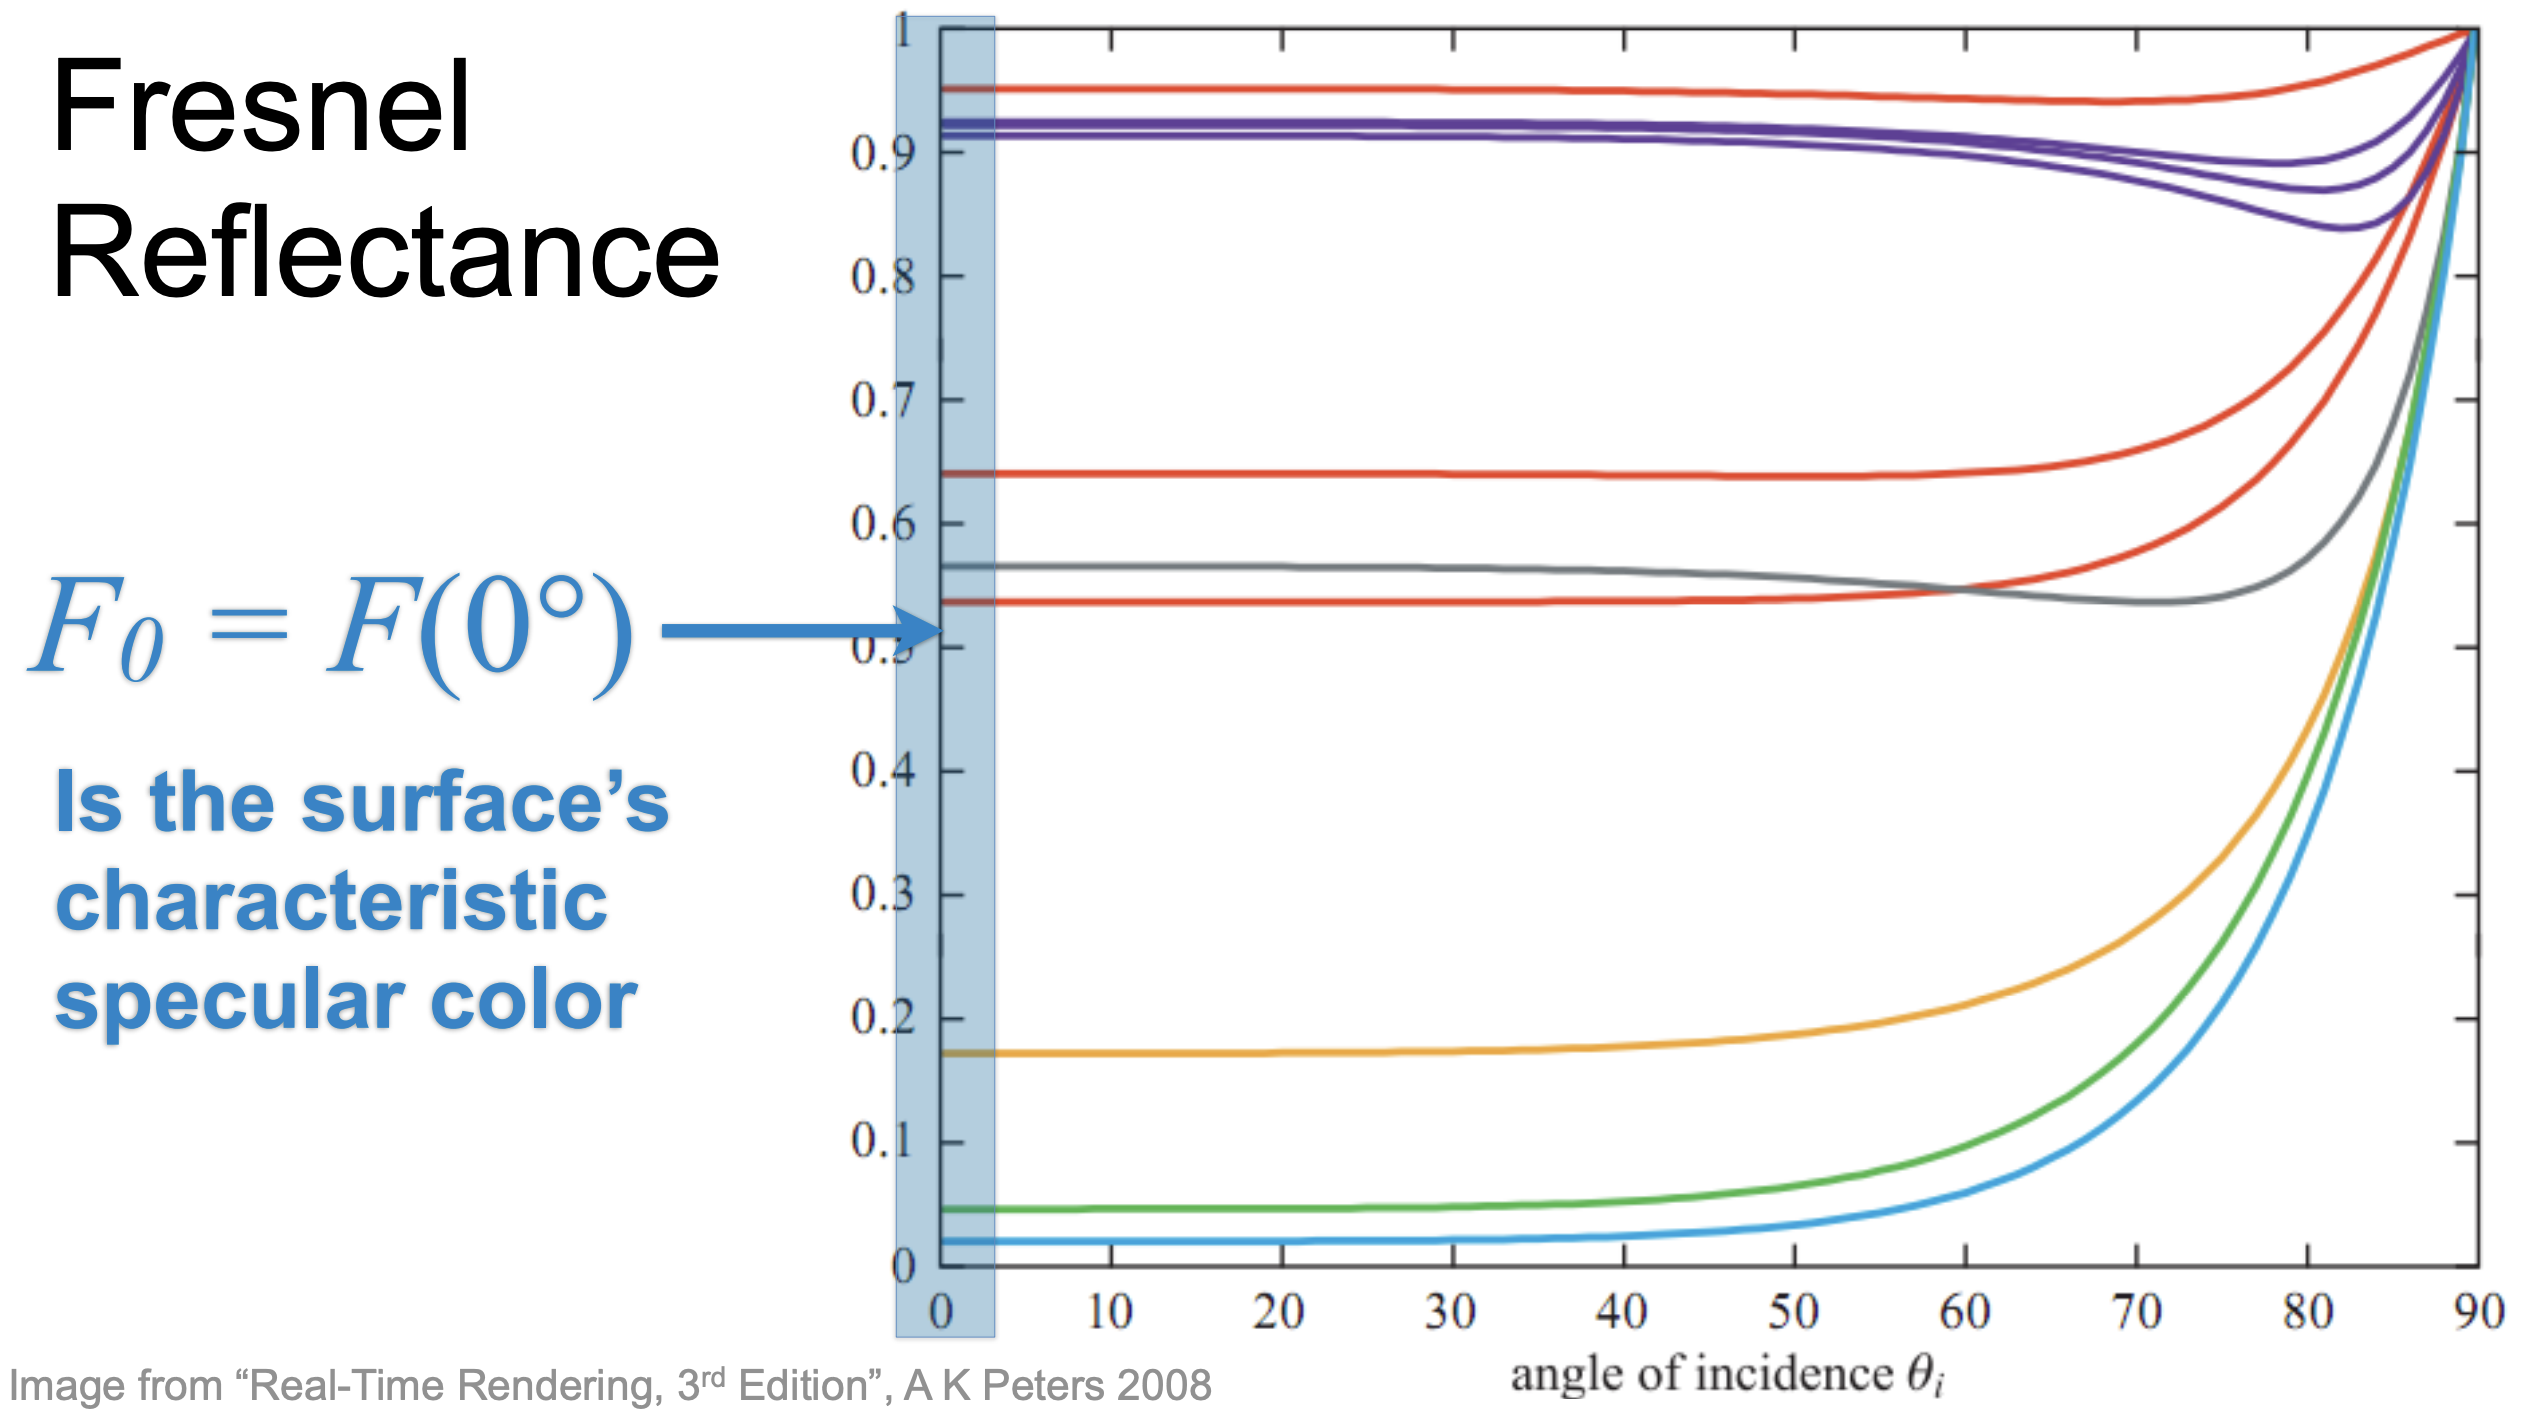 Fresnel
Reflectance
F₀ = F(0°)
Is the surface’s
characteristic
specular color
1
0.9
0.8
0.7
0.6
0.5
0.4
0.3
0.2
0.1
0
0 10 20 30 40 50 60 70 80 90
angle of incidence θᵢ
Image from “Real-Time Rendering, 3rd Edition”, A K Peters 2008